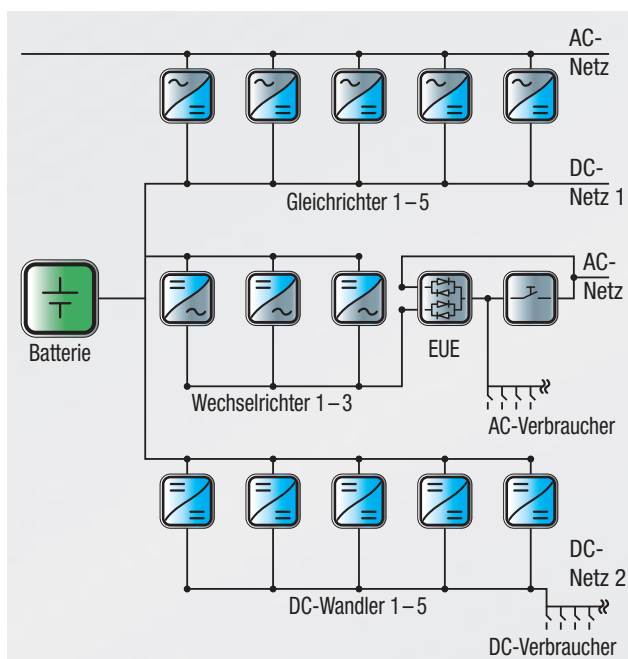 AC-
Netz
DC-
Netz 1
Gleichrichter 1–5
AC-
Netz
Batterie
EUE
Wechselrichter 1–3
AC-Verbraucher
DC-
Netz 2
DC-Wandler 1–5
DC-Verbraucher